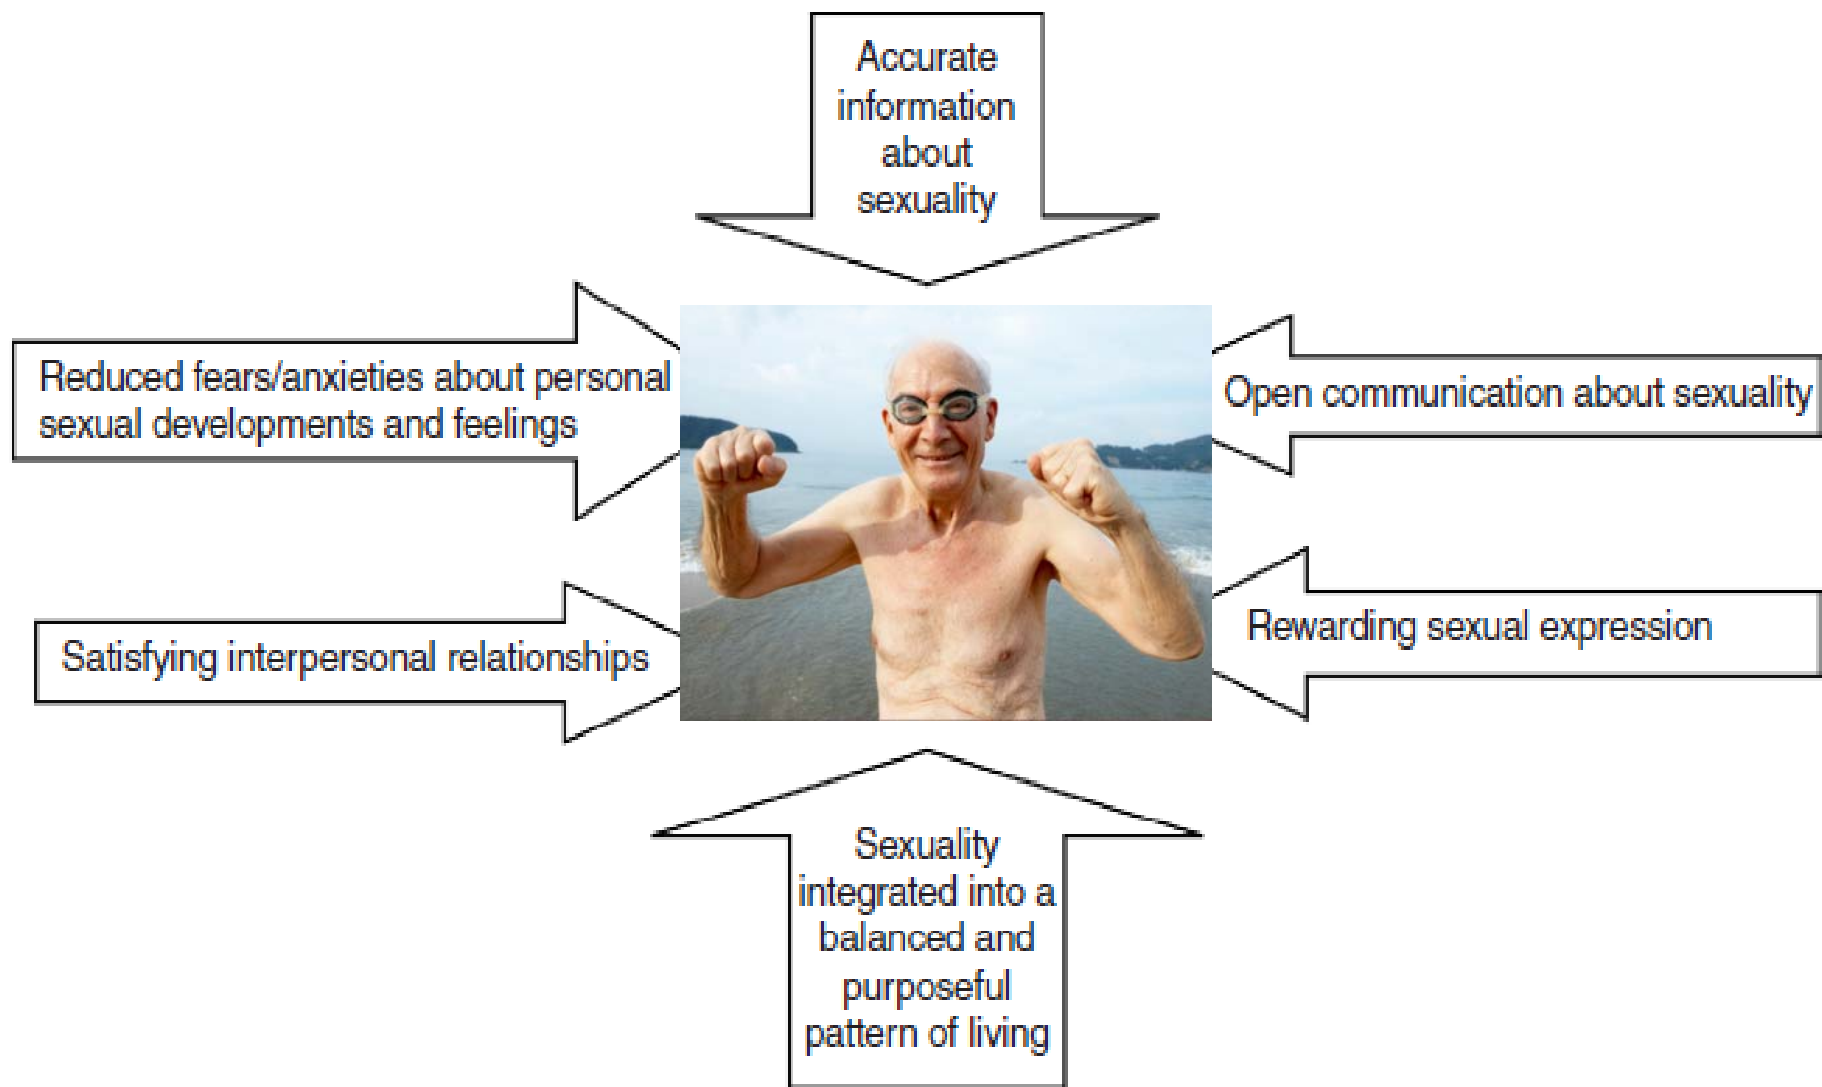 Accurate
information
about
sexuality
Reduced fears/anxieties about personal
sexual developments and feelings
Open communication about sexuality
Satisfying interpersonal relationships
Rewarding sexual expression
Sexuality
integrated into a
balanced and
purposeful
pattern of living